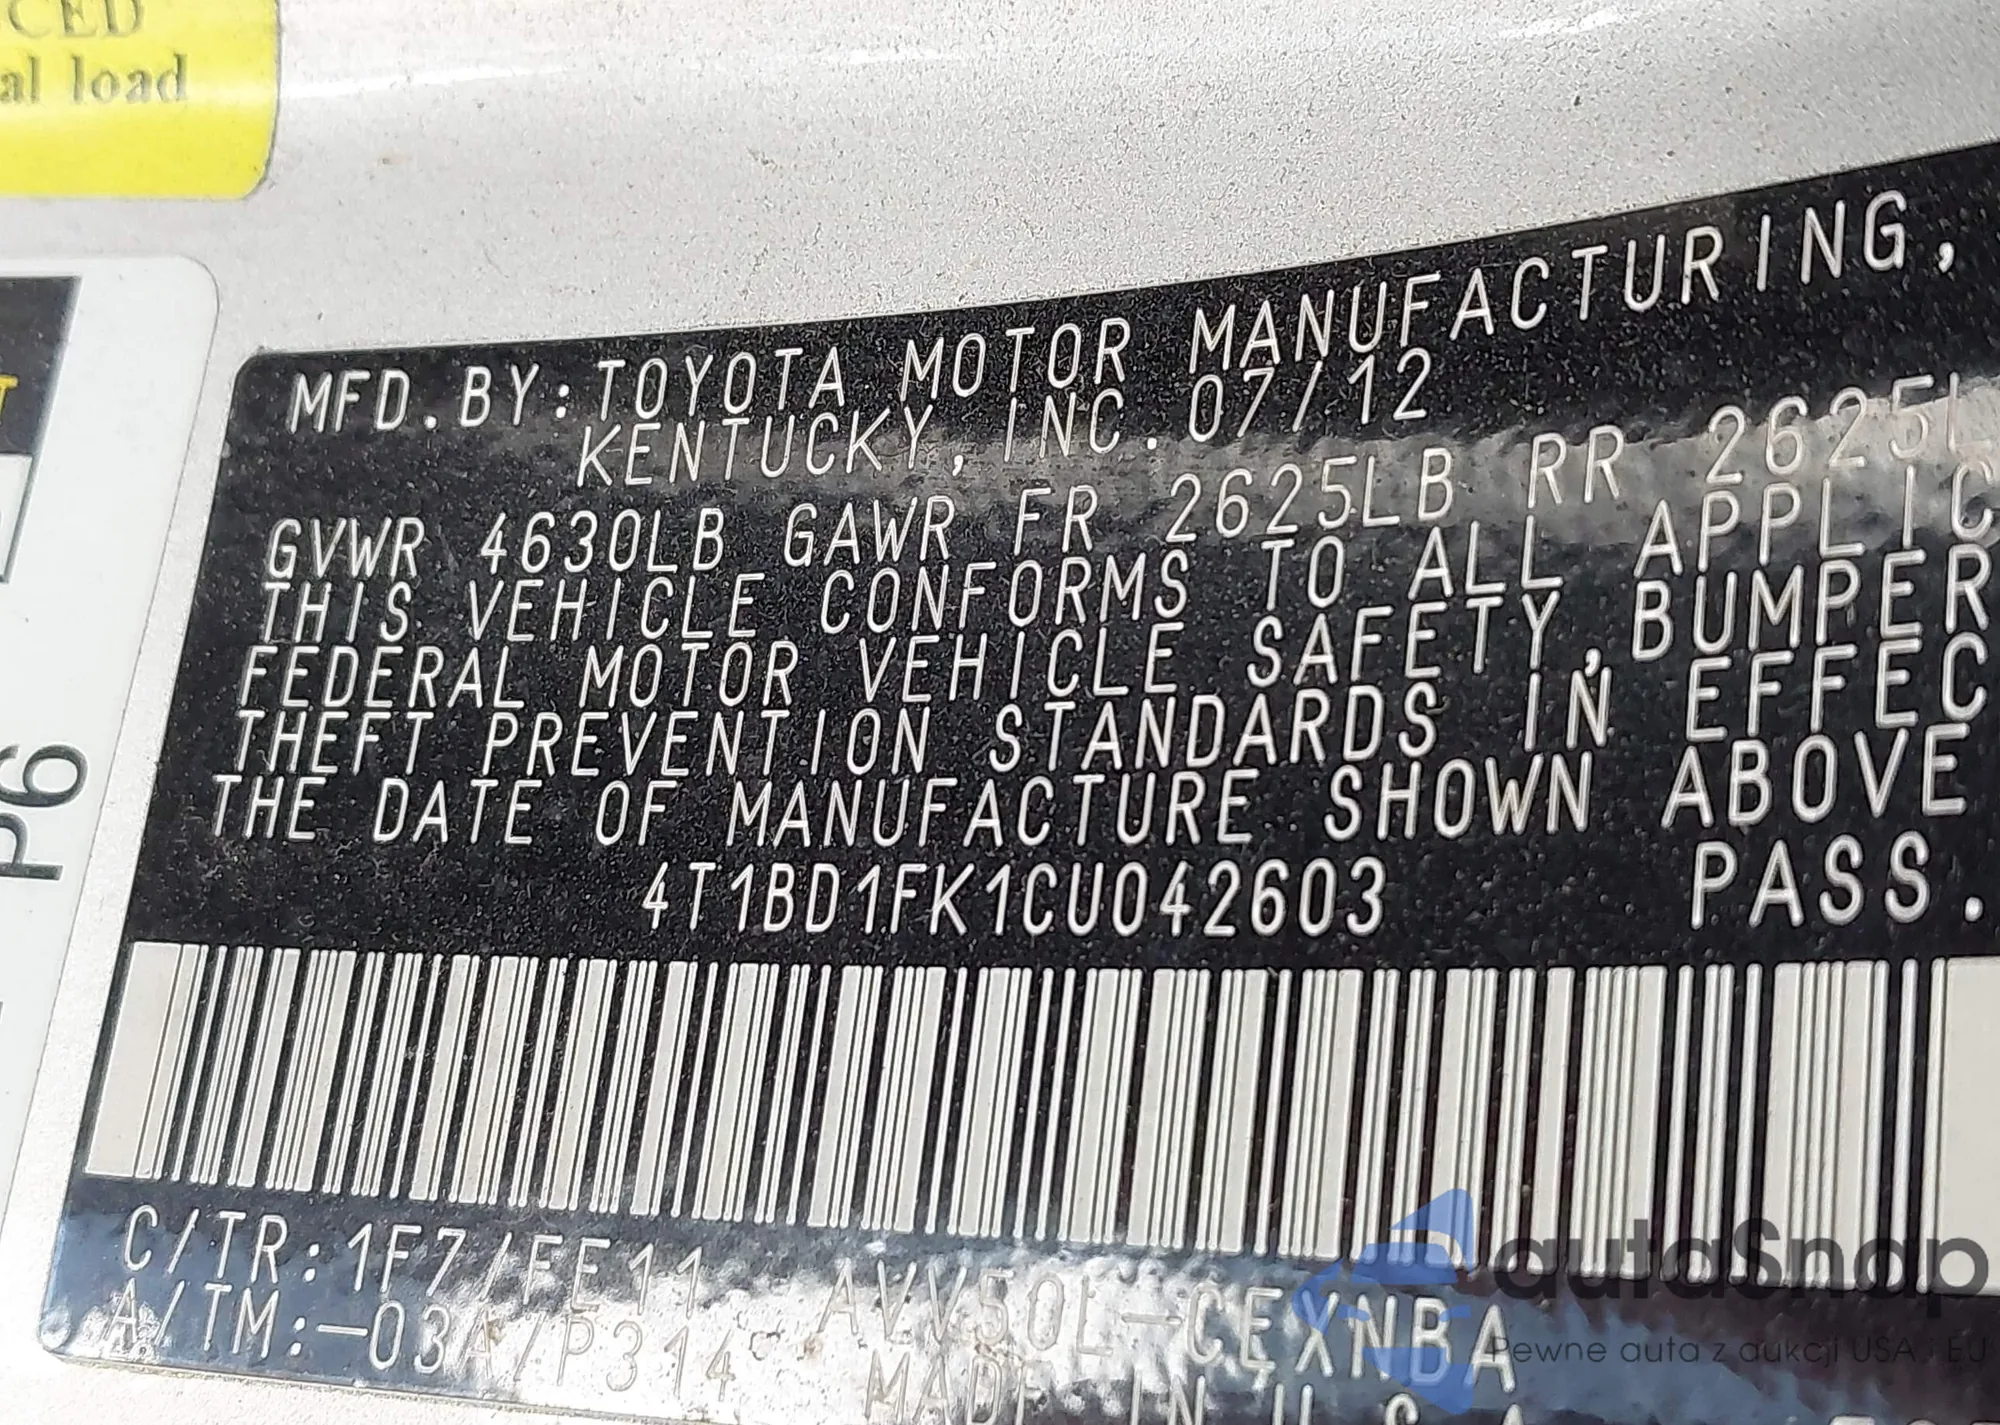 CED
al load
T
P6
MFD.BY:TOYOTA MOTOR MANUFACTURING,
KENTUCKY, INC. 07/12
GVWR 4630LB GAWR FR 2625LB RR 2625L
THIS VEHICLE CONFORMS TO ALL APPLIC
FEDERAL MOTOR VEHICLE SAFETY,BUMPER
THEFT PREVENTION STANDARDS IN EFFEC
THE DATE OF MANUFACTURE SHOWN ABOVE
4T1BD1FK1CU042603 PASS.
C/TR:1F7/FE11 AVV50L-CEXNBA
A/TM:-03A/P314 MADE IN U.S.A
autaSnap
Pewne auta z aukcji USA i EU